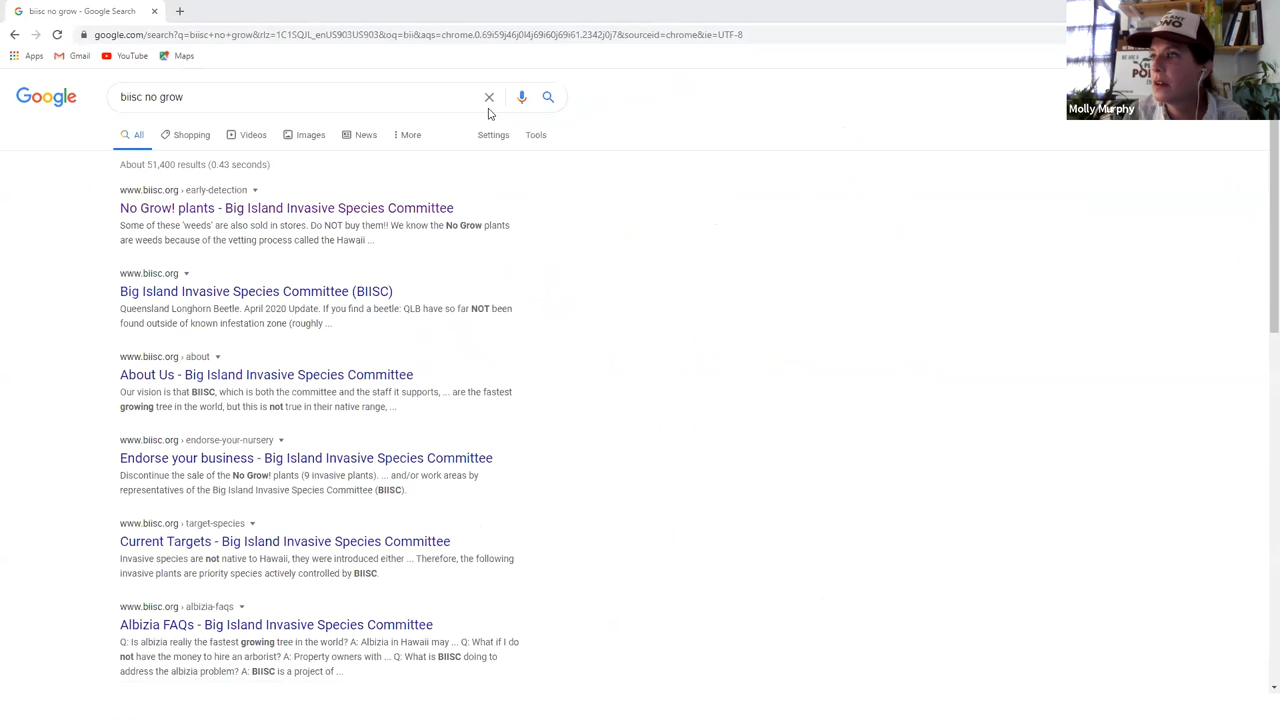 biisc no grow - Google Search
google.com/search?q=biisc+no+grow&rlz=1C1SQJL_enUS903US903&oq=bii&aqs=chrome.0.69i59j46j0l4j69i60j69i61.2342j0j7&sourceid=chrome&ie=UTF-8
Apps Gmail YouTube Maps
Google biisc no grow
All Shopping Videos Images News More Settings Tools
About 51,400 results (0.43 seconds)
www.biisc.org › early-detection
No Grow! plants - Big Island Invasive Species Committee
Some of these 'weeds' are also sold in stores. Do NOT buy them!! We know the No Grow plants
are weeds because of the vetting process called the Hawaii ...
www.biisc.org
Big Island Invasive Species Committee (BIISC)
Queensland Longhorn Beetle. April 2020 Update. If you find a beetle: QLB have so far NOT been
found outside of known infestation zone (roughly ...
www.biisc.org › about
About Us - Big Island Invasive Species Committee
Our vision is that BIISC, which is both the committee and the staff it supports, ... are the fastest
growing tree in the world, but this is not true in their native range, ...
www.biisc.org › endorse-your-nursery
Endorse your business - Big Island Invasive Species Committee
Discontinue the sale of the No Grow! plants (9 invasive plants). ... and/or work areas by
representatives of the Big Island Invasive Species Committee (BIISC).
www.biisc.org › target-species
Current Targets - Big Island Invasive Species Committee
Invasive species are not native to Hawaii, they were introduced either ... Therefore, the following
invasive plants are priority species actively controlled by BIISC.
www.biisc.org › albizia-faqs
Albizia FAQs - Big Island Invasive Species Committee
Q: Is albizia really the fastest growing tree in the world? A: Albizia in Hawaii may ... Q: What if I do
not have the money to hire an arborist? A: Property owners with ... Q: What is BIISC doing to
address the albizia problem? A: BIISC is a project of ...
Molly Murphy